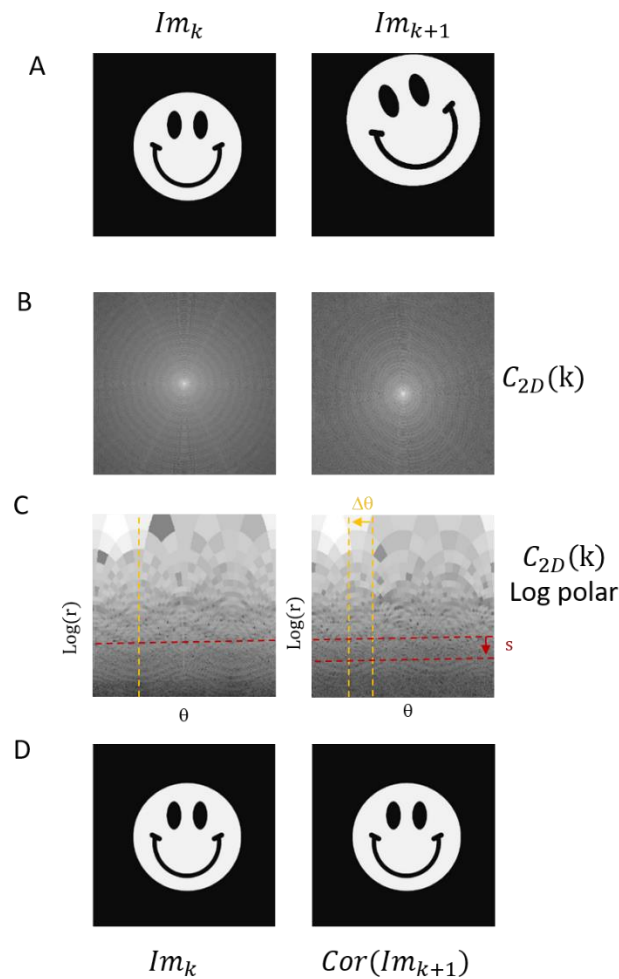 Im_k Im_{k+1}
A
B
C_{2D}(k)
C
Δθ
C_{2D}(k)
Log polar
Log(r) Log(r)
s
θ θ
D
Im_k Cor(Im_{k+1})